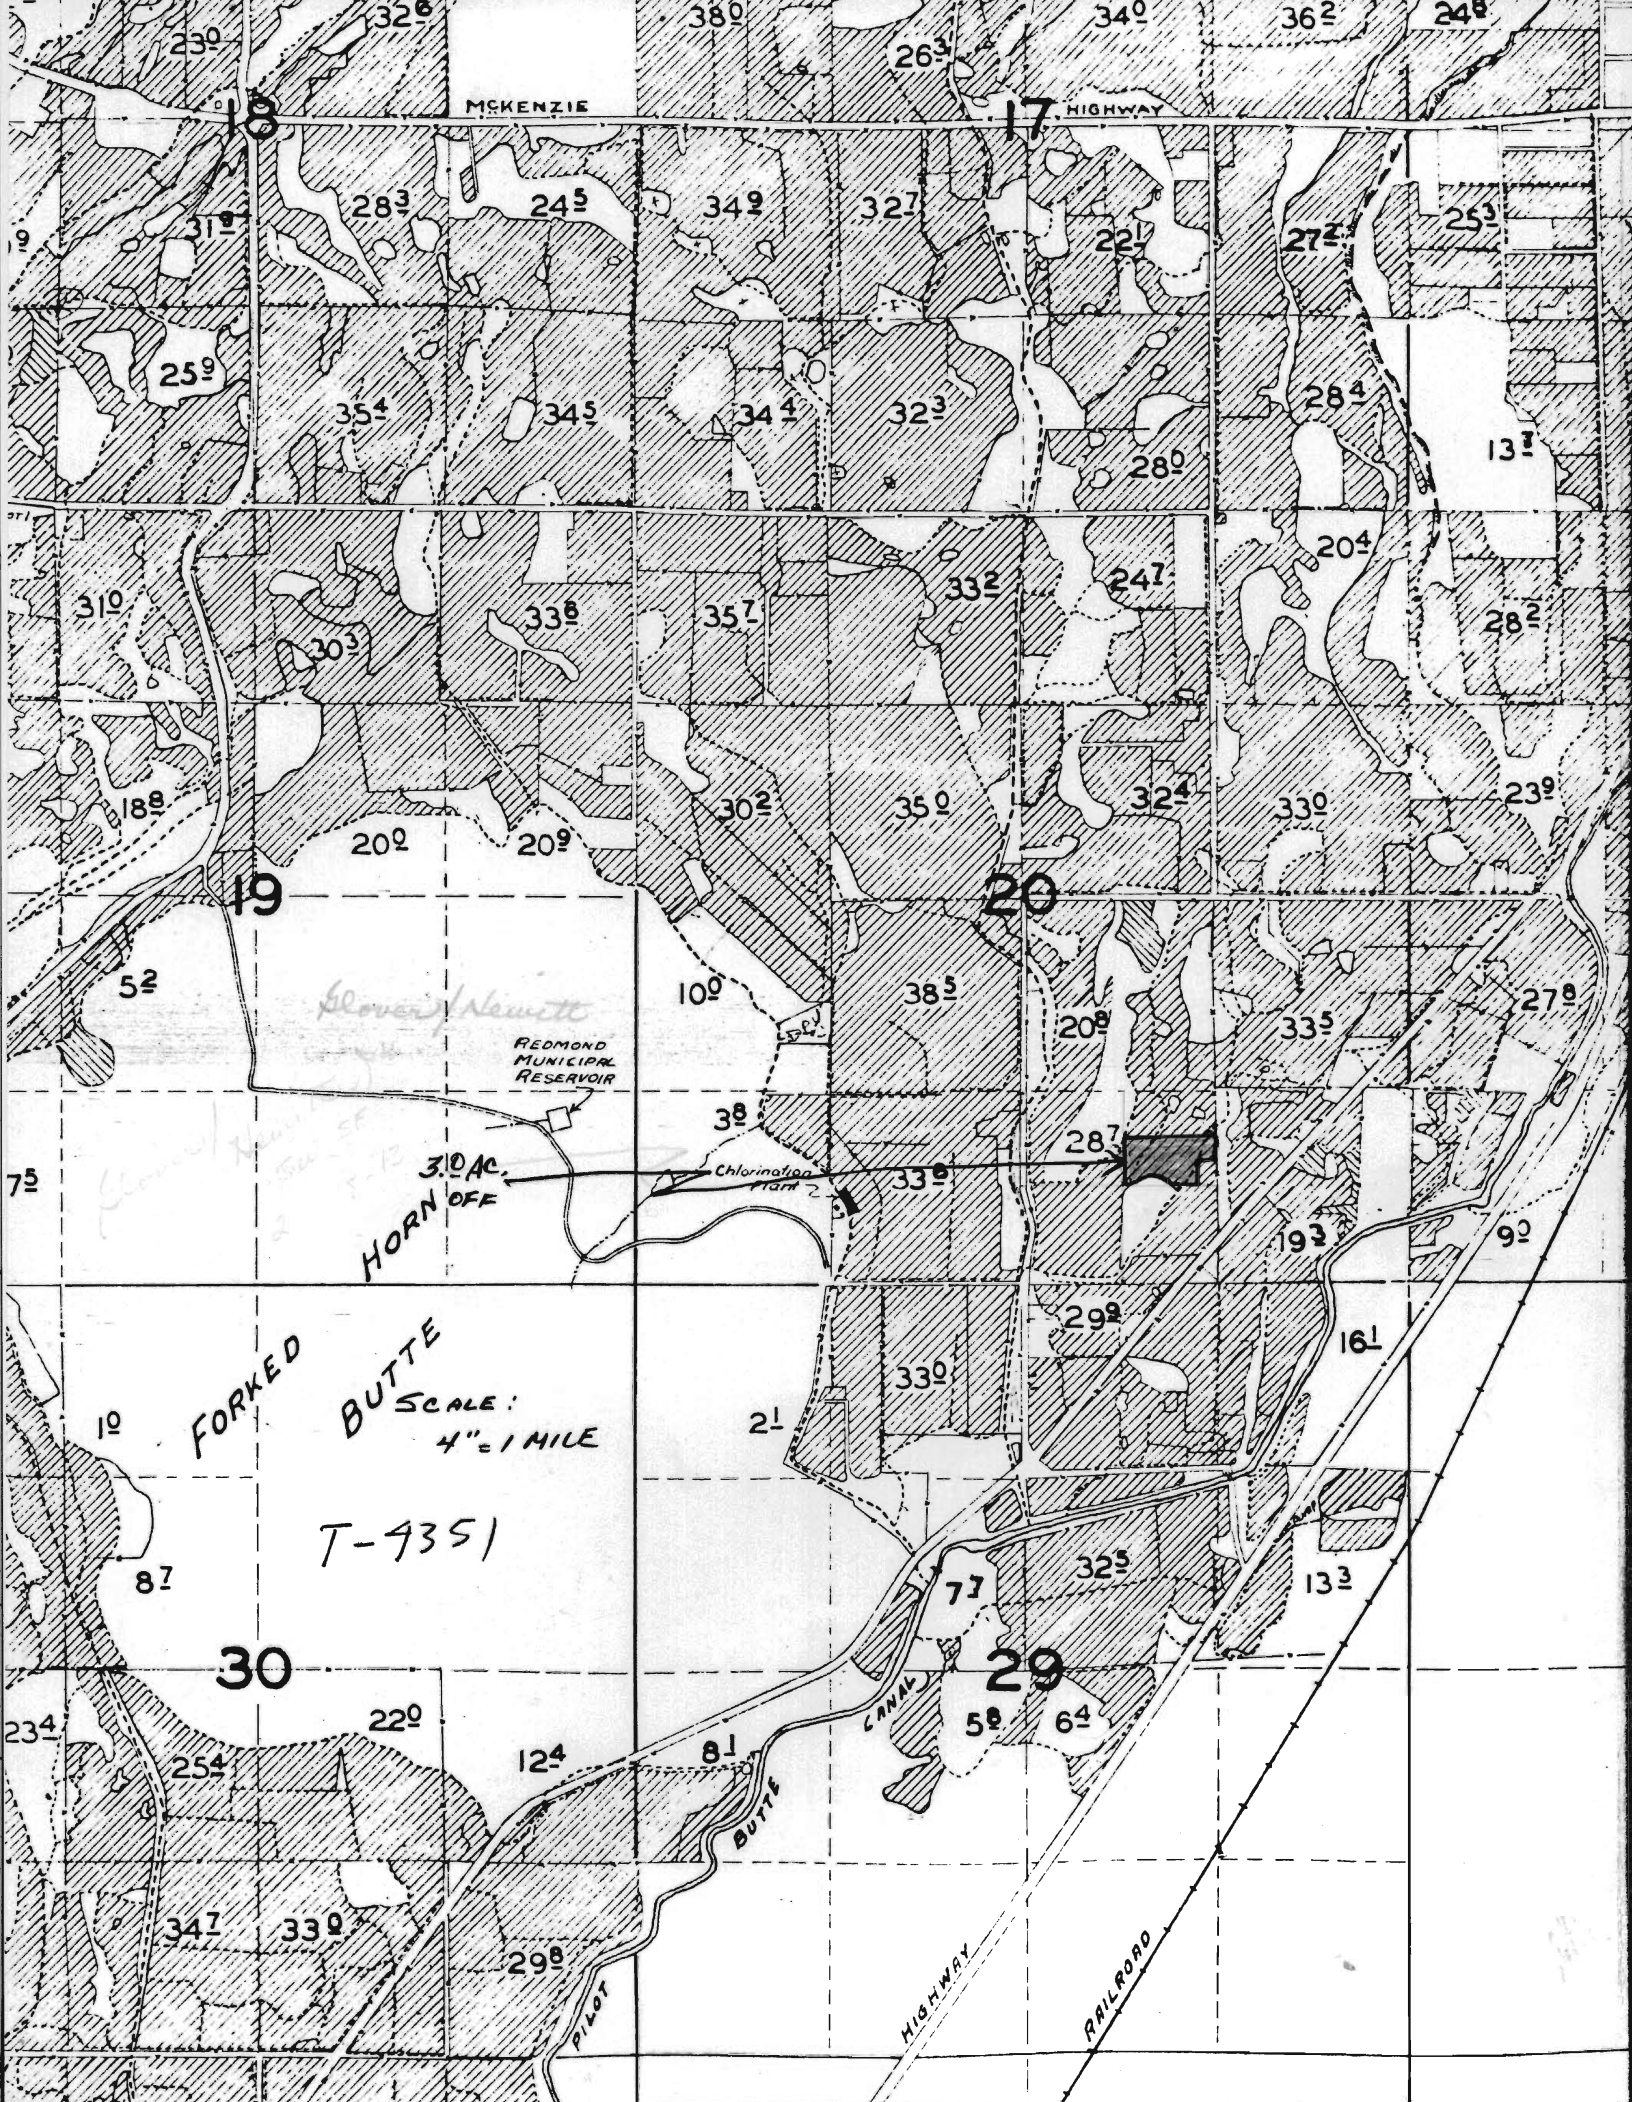 23⁰ 32⁶ 38⁰ 26³ 34⁰ 36² 24⁸
18 MCKENZIE 17 HIGHWAY
31⁹ 28³ 24⁵ 34⁹ 32⁷ 22¹ 27² 25³
25⁹ 35⁴ 34⁵ 34⁴ 32³ 28⁰ 28⁴ 13³
31⁰ 30³ 33⁸ 35⁷ 33² 24⁷ 20⁴ 28²
18⁸ 20⁰ 20⁹ 30² 35⁰ 32⁴ 33⁰ 23⁹
19 20
5² 10⁰ 38⁵ 20⁸ 33⁵ 27⁸
Glover / Hewett
REDMOND
MUNICIPAL
RESERVOIR
3⁸ 28⁷
7⁵ 3.0 AC.
HORN OFF
Chlorination
Plant
33⁶ 19³ 9⁰
29⁹ 16¹
FORKED BUTTE
SCALE:
4" = 1 MILE
1⁰ 2¹ 33⁰
T-4351
8⁷ 7⁷ 32⁵ 13³
30 29
23⁴ 25⁴ 22⁰ 12⁴ 8¹ 5⁸ 6⁴
34⁷ 33⁰ 29⁸
PILOT BUTTE CANAL
HIGHWAY
RAILROAD